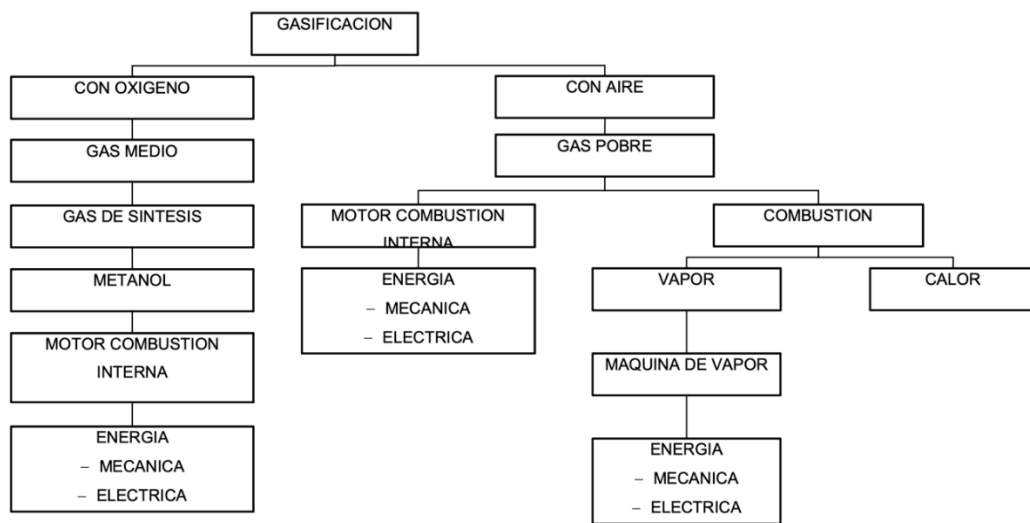 GASIFICACION
CON OXIGENO
CON AIRE
GAS MEDIO
GAS POBRE
GAS DE SINTESIS
MOTOR COMBUSTION
INTERNA
COMBUSTION
METANOL
ENERGIA
– MECANICA
– ELECTRICA
VAPOR
CALOR
MOTOR COMBUSTION
INTERNA
MAQUINA DE VAPOR
ENERGIA
– MECANICA
– ELECTRICA
ENERGIA
– MECANICA
– ELECTRICA